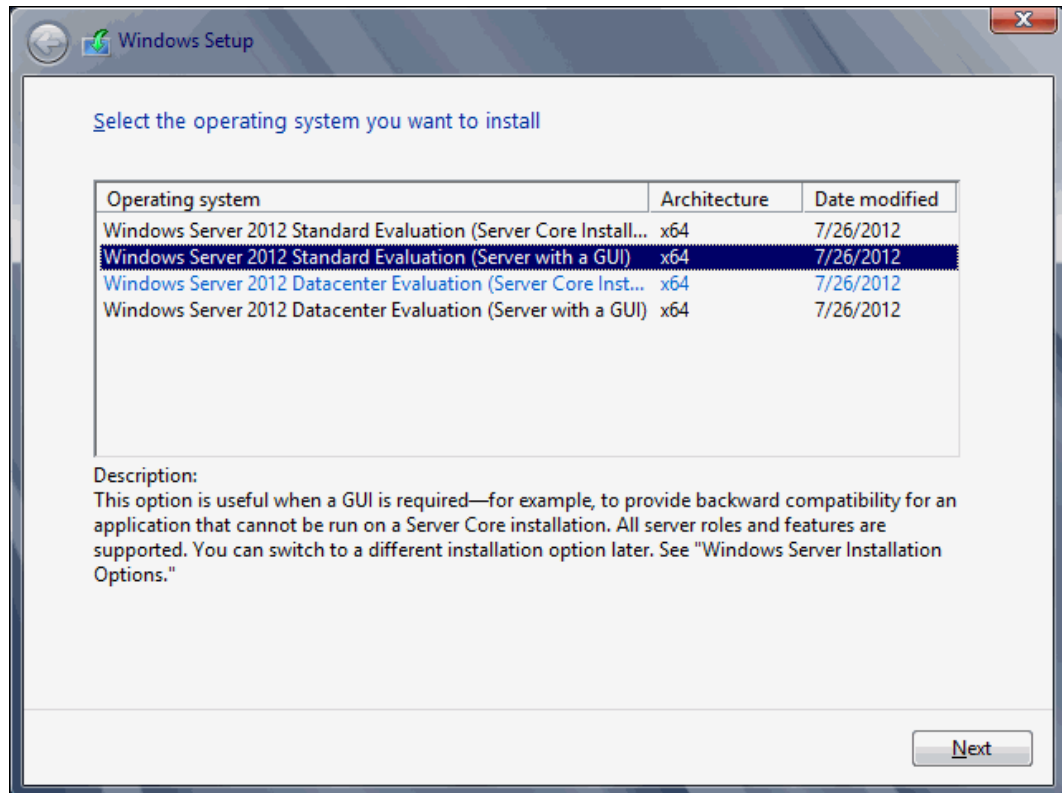 Windows Setup
Select the operating system you want to install
Operating system Architecture Date modified
Windows Server 2012 Standard Evaluation (Server Core Install... x64 7/26/2012
Windows Server 2012 Standard Evaluation (Server with a GUI) x64 7/26/2012
Windows Server 2012 Datacenter Evaluation (Server Core Inst... x64 7/26/2012
Windows Server 2012 Datacenter Evaluation (Server with a GUI) x64 7/26/2012
Description:
This option is useful when a GUI is required—for example, to provide backward compatibility for an
application that cannot be run on a Server Core installation. All server roles and features are
supported. You can switch to a different installation option later. See "Windows Server Installation
Options."
Next